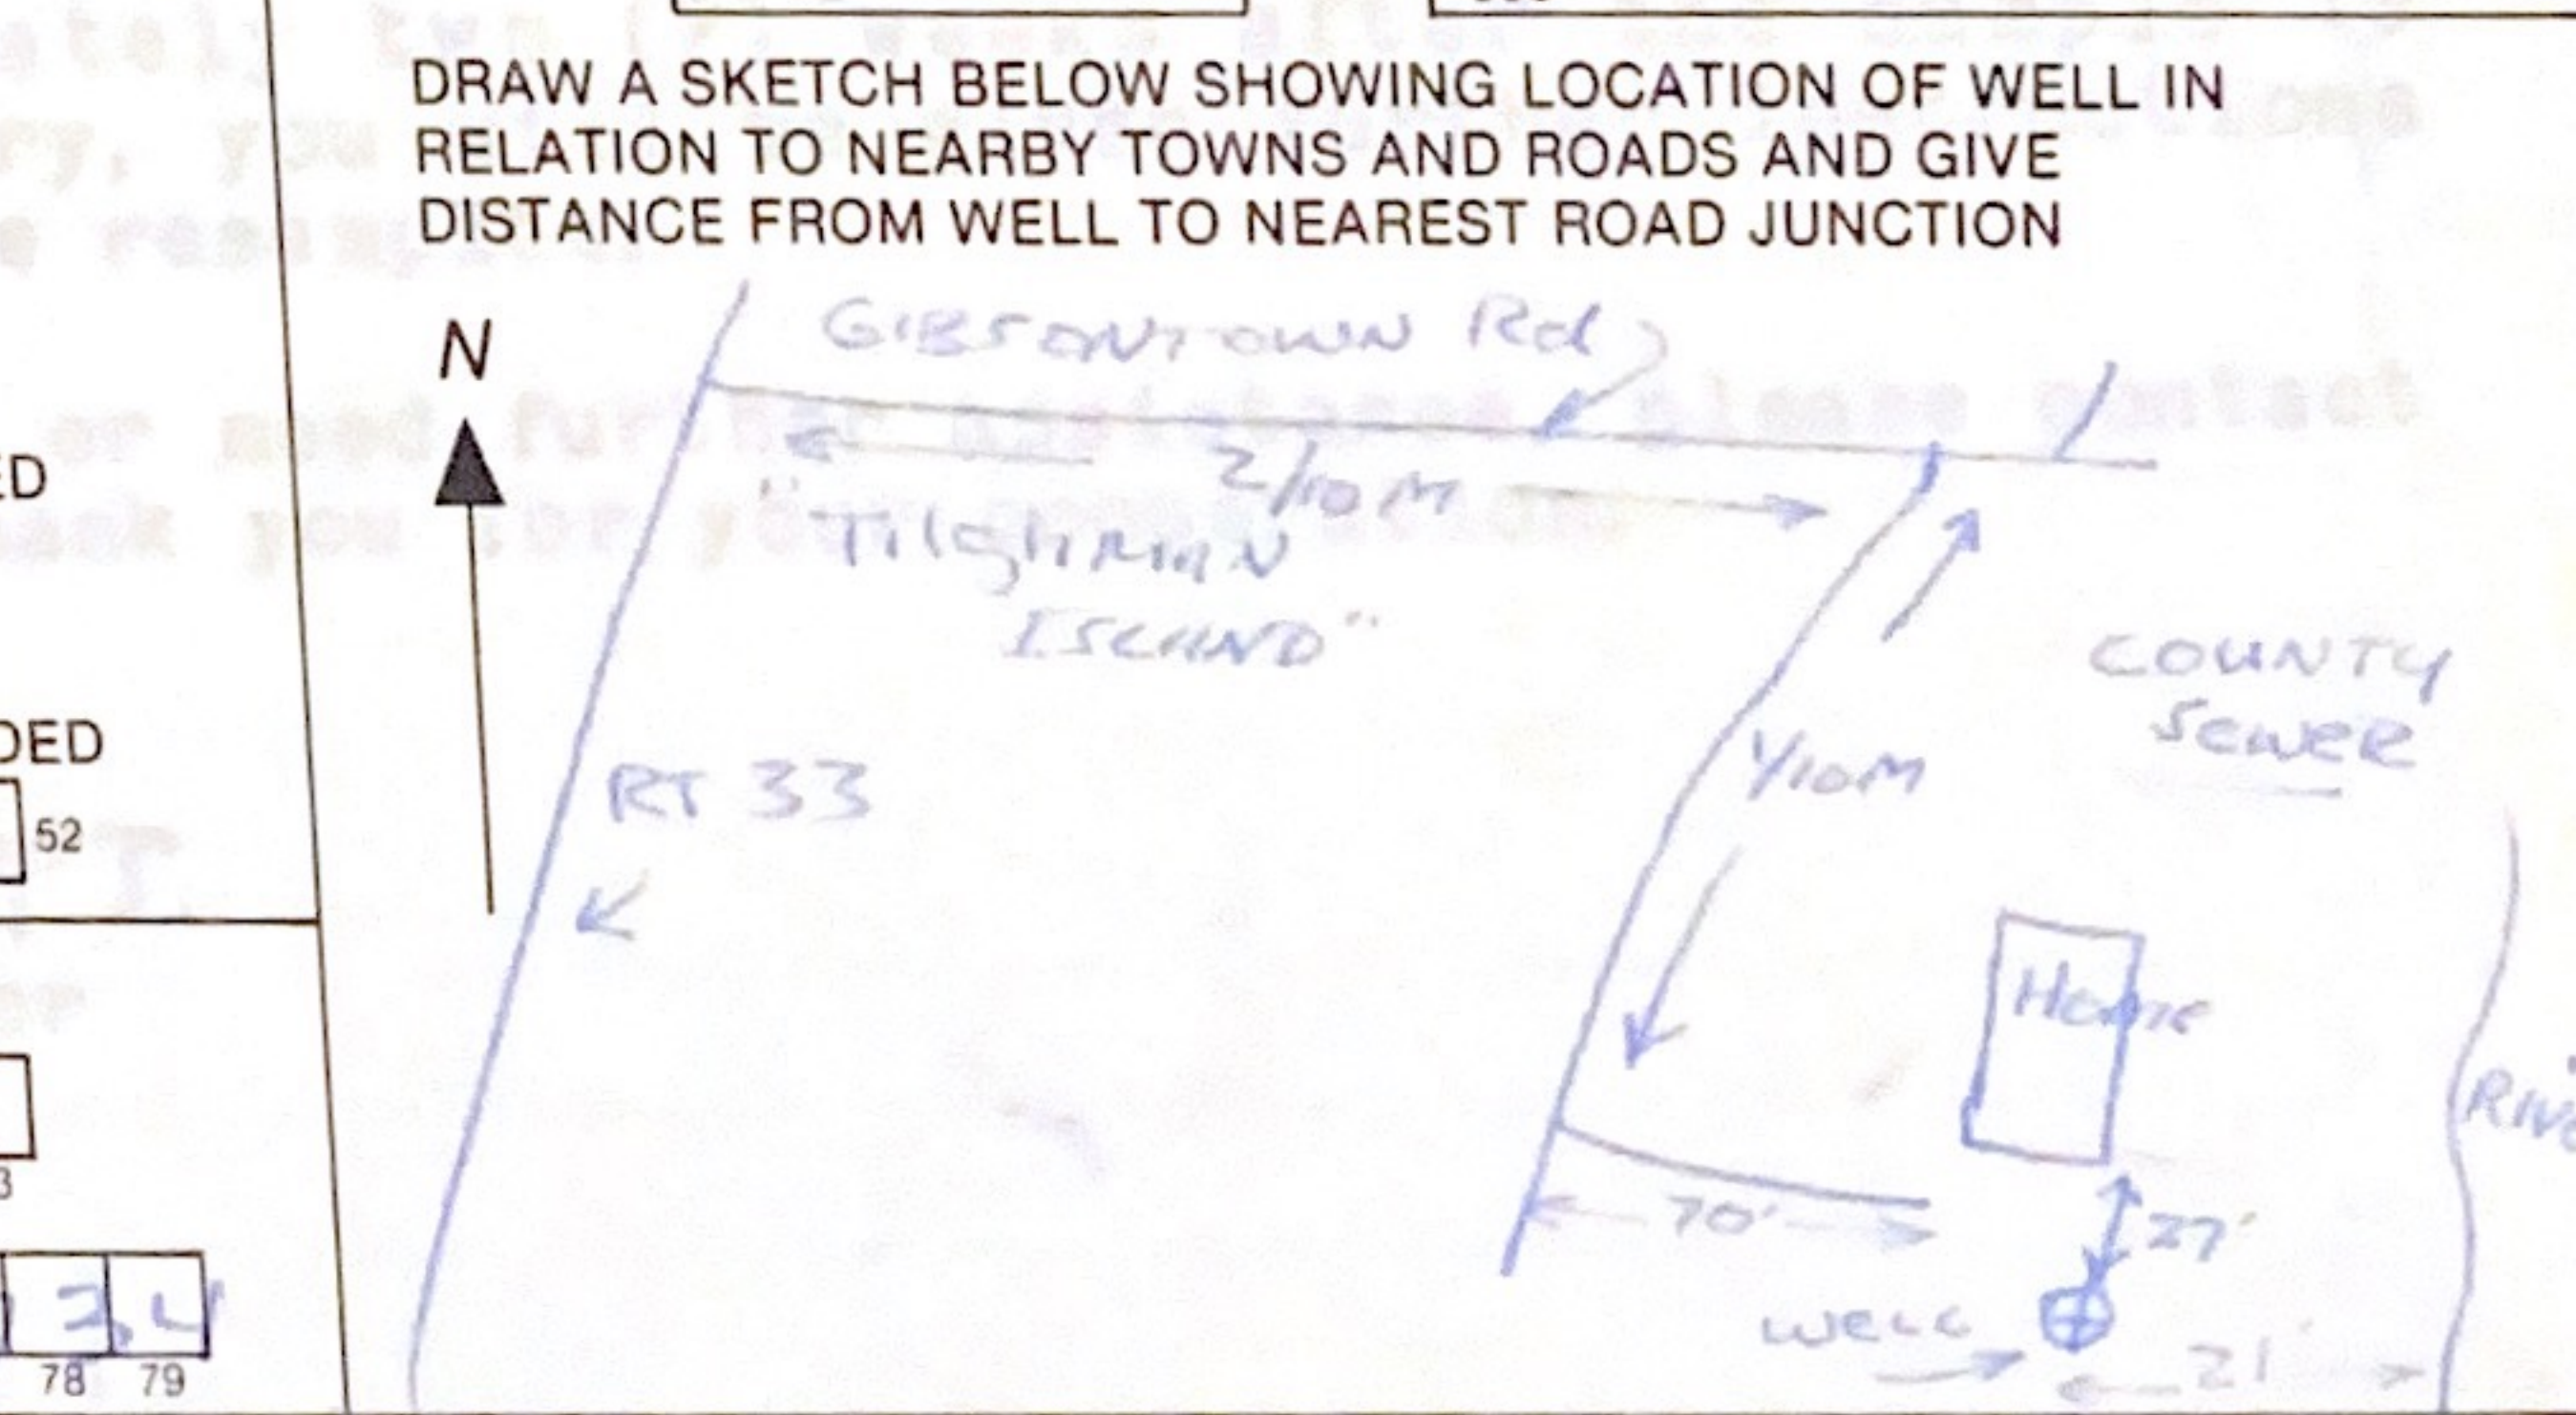 DRAW A SKETCH BELOW SHOWING LOCATION OF WELL IN
RELATION TO NEARBY TOWNS AND ROADS AND GIVE
DISTANCE FROM WELL TO NEAREST ROAD JUNCTION
N
GIBSONTOWN Rd
2/10 M
"Tilghman
ISLAND"
COUNTY
Sewer
RT 33
1/10 M
Home
70'
27'
WELL
21'
ED
DED
52
78 79